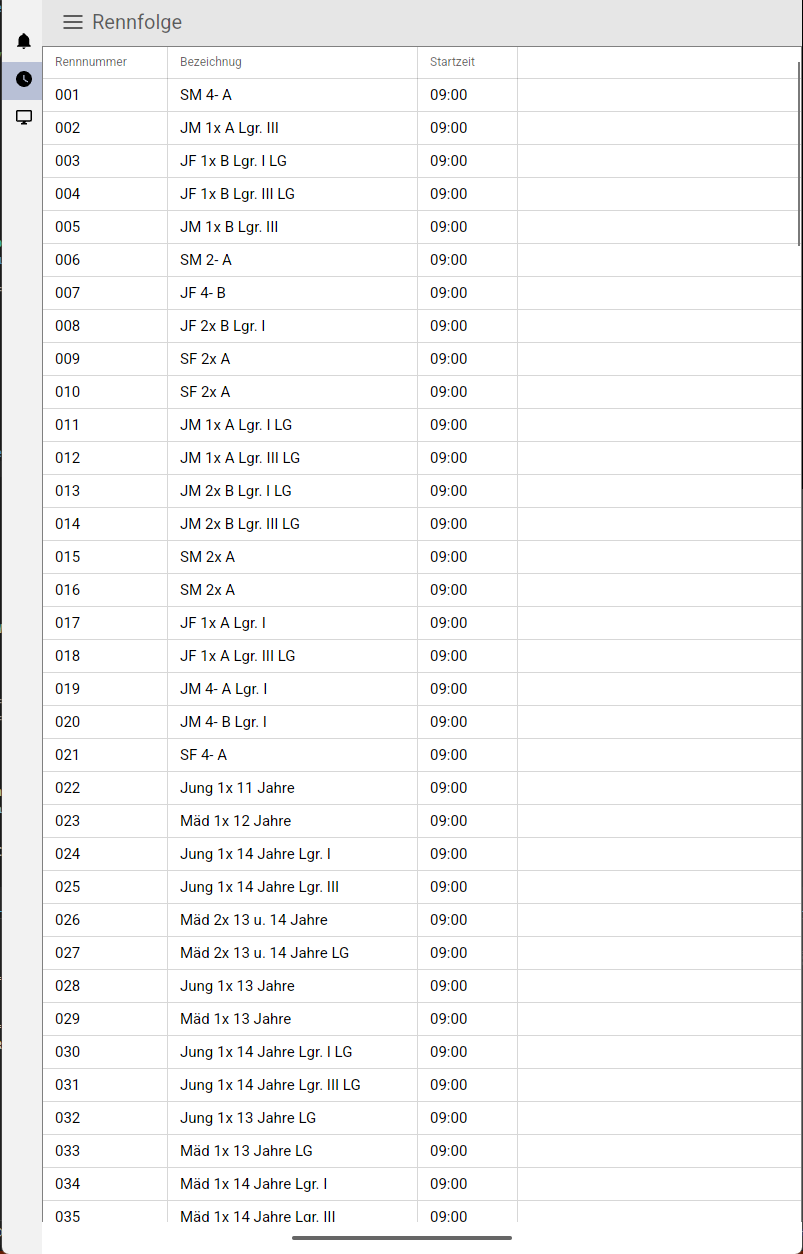 Rennfolge
Rennnummer Bezeichnug Startzeit
001 SM 4- A 09:00
002 JM 1x A Lgr. III 09:00
003 JF 1x B Lgr. I LG 09:00
004 JF 1x B Lgr. III LG 09:00
005 JM 1x B Lgr. III 09:00
006 SM 2- A 09:00
007 JF 4- B 09:00
008 JF 2x B Lgr. I 09:00
009 SF 2x A 09:00
010 SF 2x A 09:00
011 JM 1x A Lgr. I LG 09:00
012 JM 1x A Lgr. III LG 09:00
013 JM 2x B Lgr. I LG 09:00
014 JM 2x B Lgr. III LG 09:00
015 SM 2x A 09:00
016 SM 2x A 09:00
017 JF 1x A Lgr. I 09:00
018 JF 1x A Lgr. III LG 09:00
019 JM 4- A Lgr. I 09:00
020 JM 4- B Lgr. I 09:00
021 SF 4- A 09:00
022 Jung 1x 11 Jahre 09:00
023 Mäd 1x 12 Jahre 09:00
024 Jung 1x 14 Jahre Lgr. I 09:00
025 Jung 1x 14 Jahre Lgr. III 09:00
026 Mäd 2x 13 u. 14 Jahre 09:00
027 Mäd 2x 13 u. 14 Jahre LG 09:00
028 Jung 1x 13 Jahre 09:00
029 Mäd 1x 13 Jahre 09:00
030 Jung 1x 14 Jahre Lgr. I LG 09:00
031 Jung 1x 14 Jahre Lgr. III LG 09:00
032 Jung 1x 13 Jahre LG 09:00
033 Mäd 1x 13 Jahre LG 09:00
034 Mäd 1x 14 Jahre Lgr. I 09:00
035 Mäd 1x 14 Jahre Lgr. III 09:00